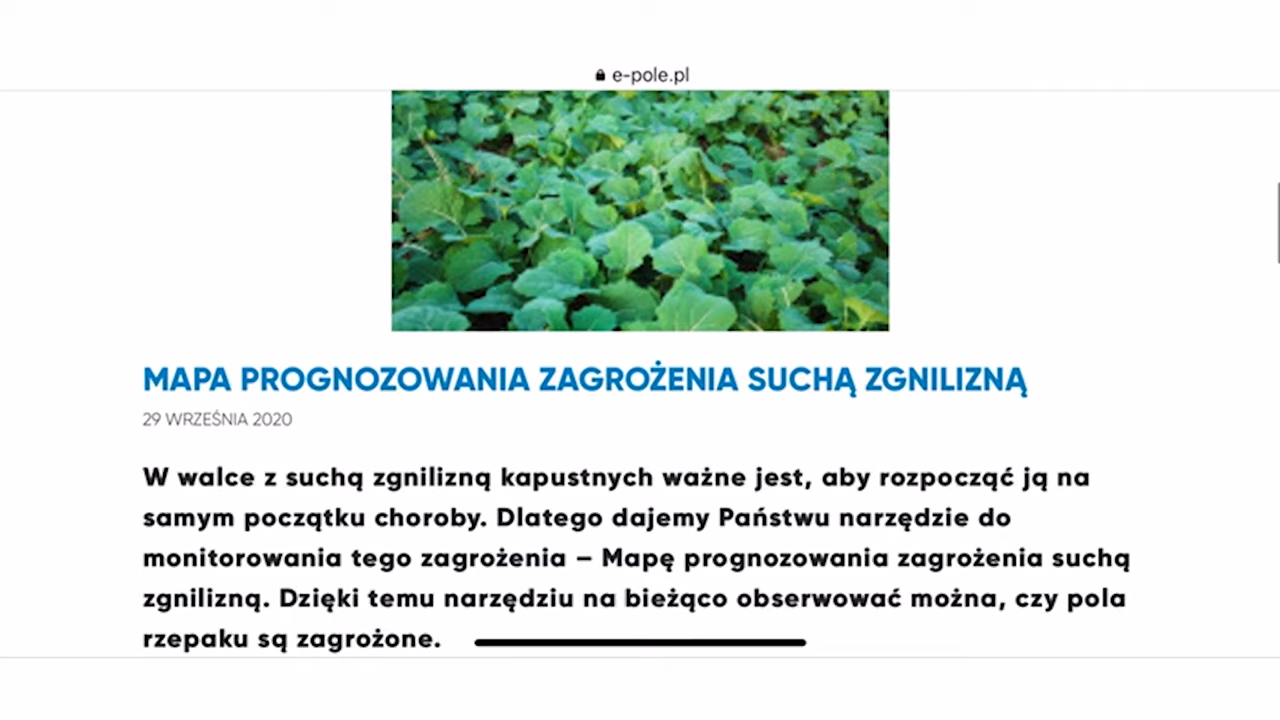 e-pole.pl
MAPA PROGNOZOWANIA ZAGROŻENIA SUCHĄ ZGNILIZNĄ
29 WRZEŚNIA 2020
W walce z suchą zgnilizną kapustnych ważne jest, aby rozpocząć ją na
samym początku choroby. Dlatego dajemy Państwu narzędzie do
monitorowania tego zagrożenia – Mapę prognozowania zagrożenia suchą
zgnilizną. Dzięki temu narzędziu na bieżąco obserwować można, czy pola
rzepaku są zagrożone.